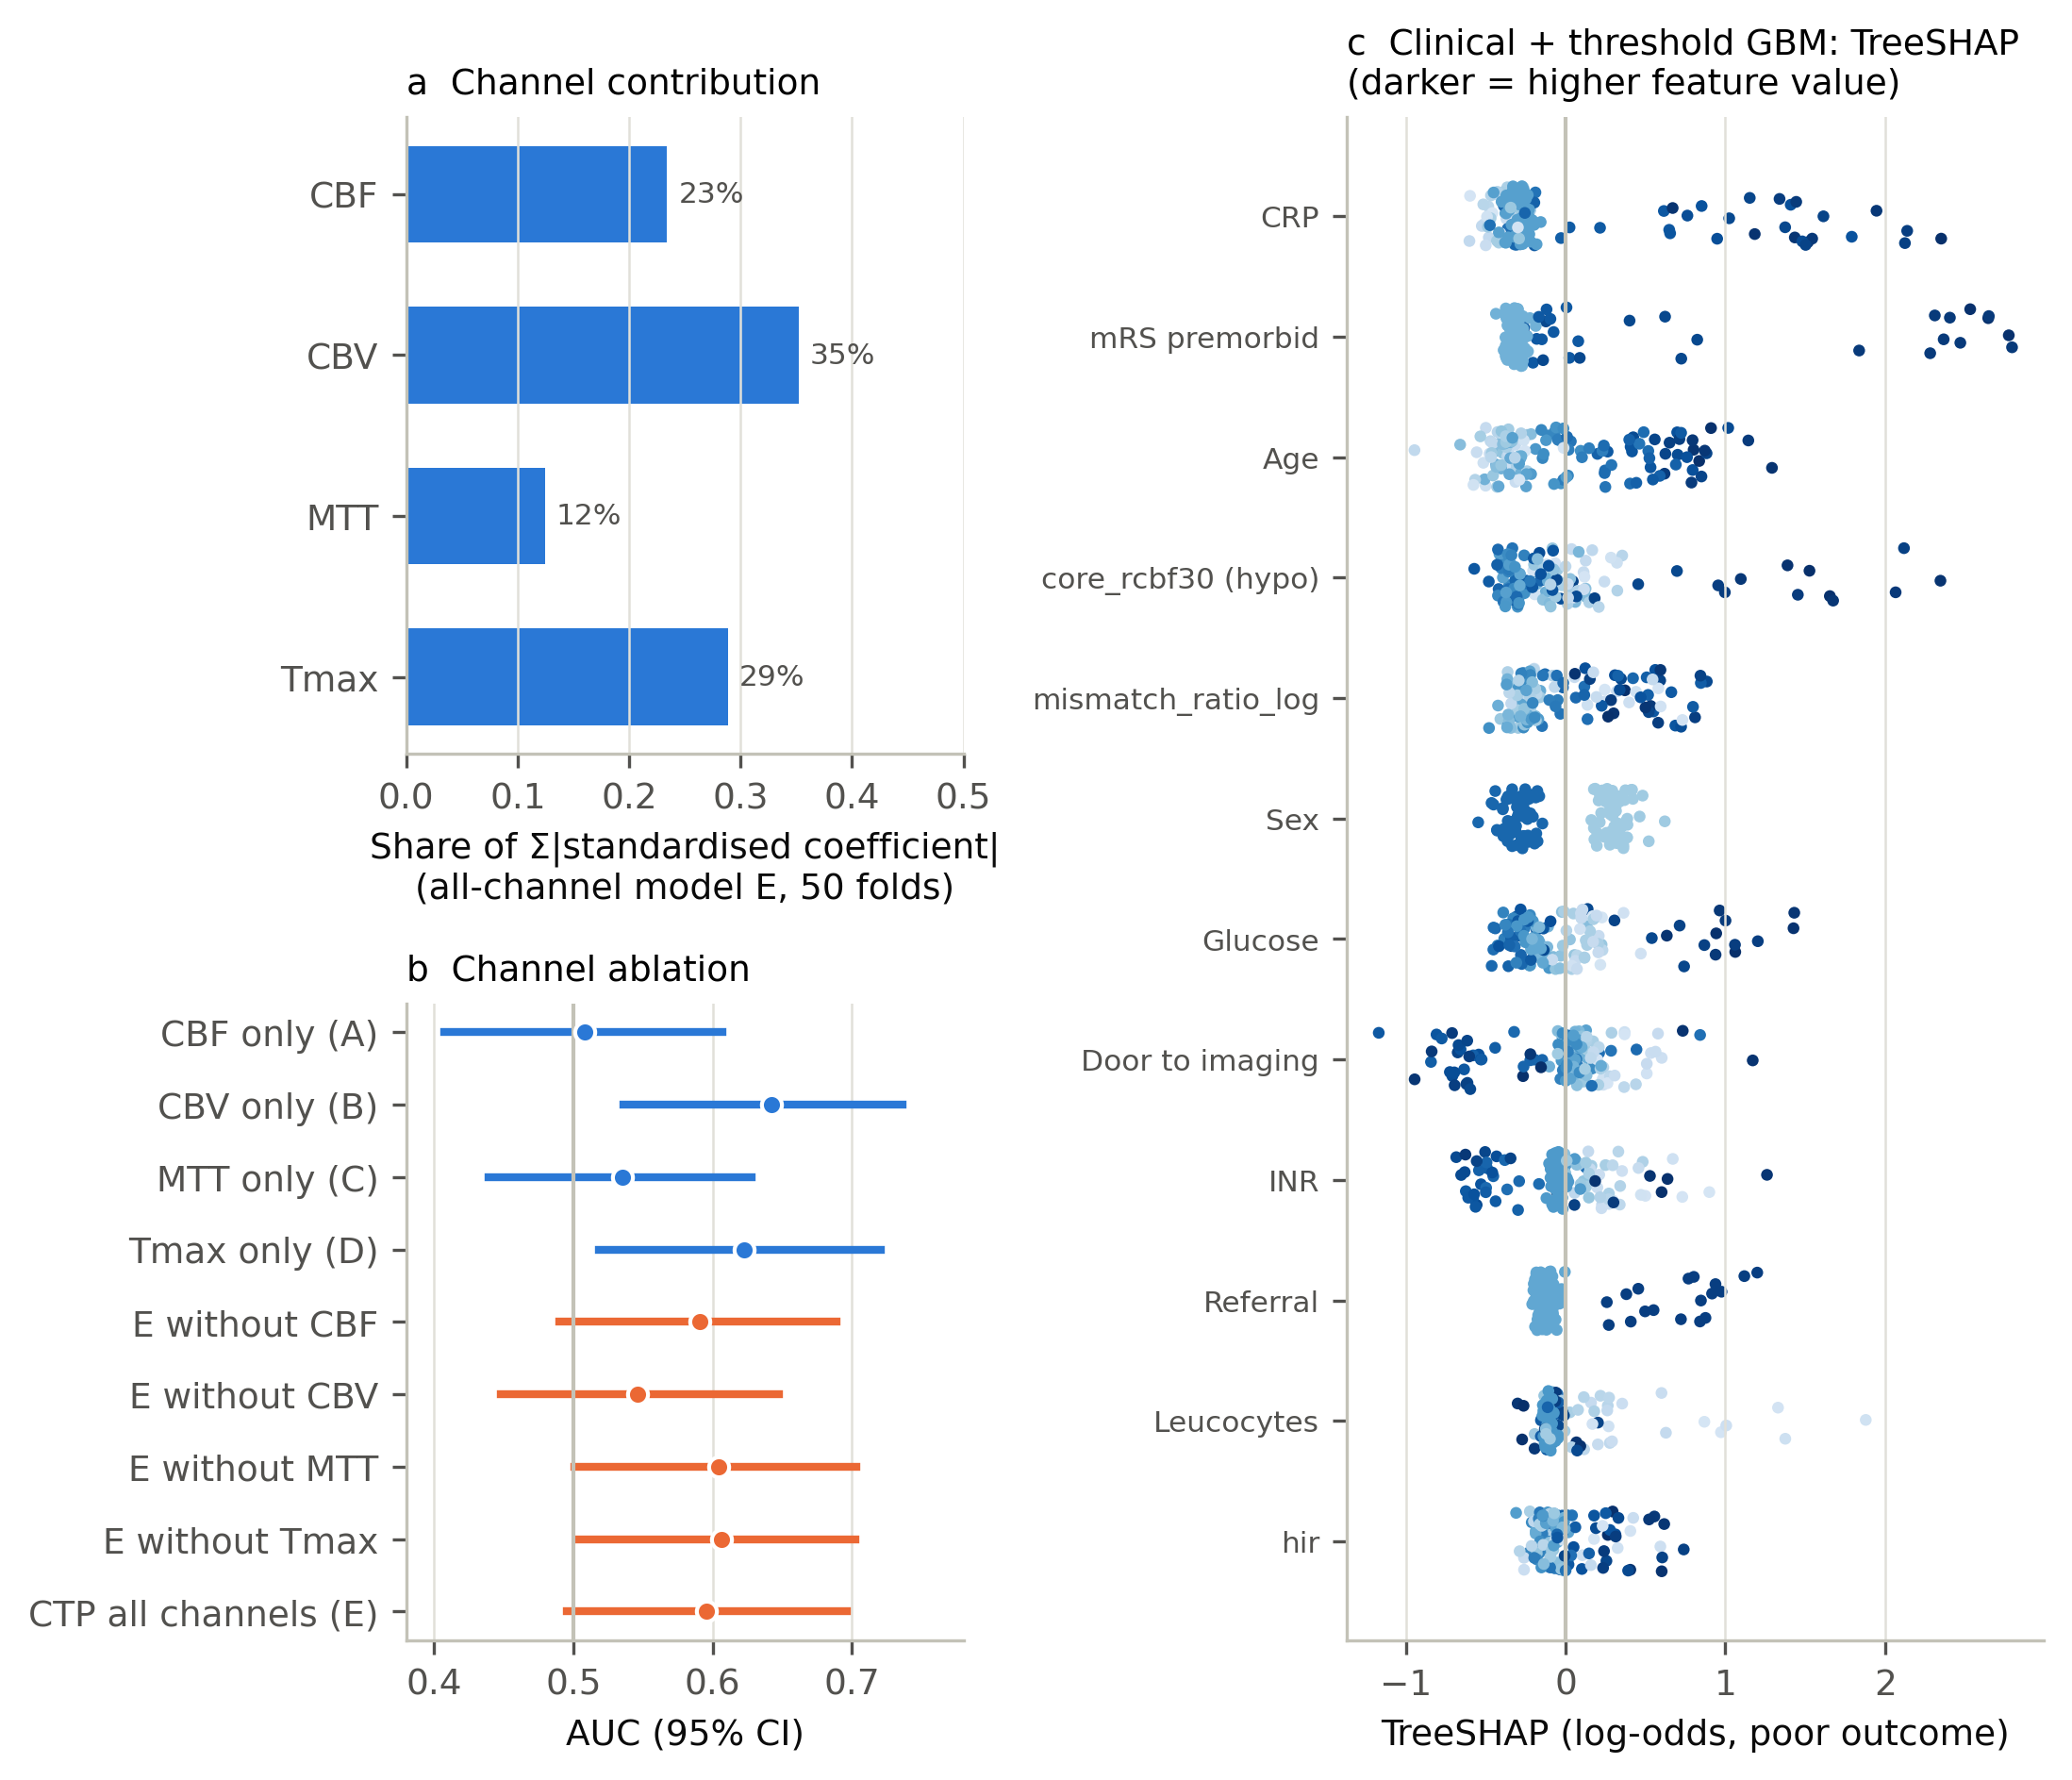 a  Channel contribution
CBF
23%
CBV
35%
MTT
12%
Tmax
29%
0.0 0.1 0.2 0.3 0.4 0.5
Share of Σ|standardised coefficient|
(all-channel model E, 50 folds)
b  Channel ablation
CBF only (A)
CBV only (B)
MTT only (C)
Tmax only (D)
E without CBF
E without CBV
E without MTT
E without Tmax
CTP all channels (E)
0.4 0.5 0.6 0.7
AUC (95% CI)
c  Clinical + threshold GBM: TreeSHAP
(darker = higher feature value)
CRP
mRS premorbid
Age
core_rcbf30 (hypo)
mismatch_ratio_log
Sex
Glucose
Door to imaging
INR
Referral
Leucocytes
hir
−1 0 1 2
TreeSHAP (log-odds, poor outcome)